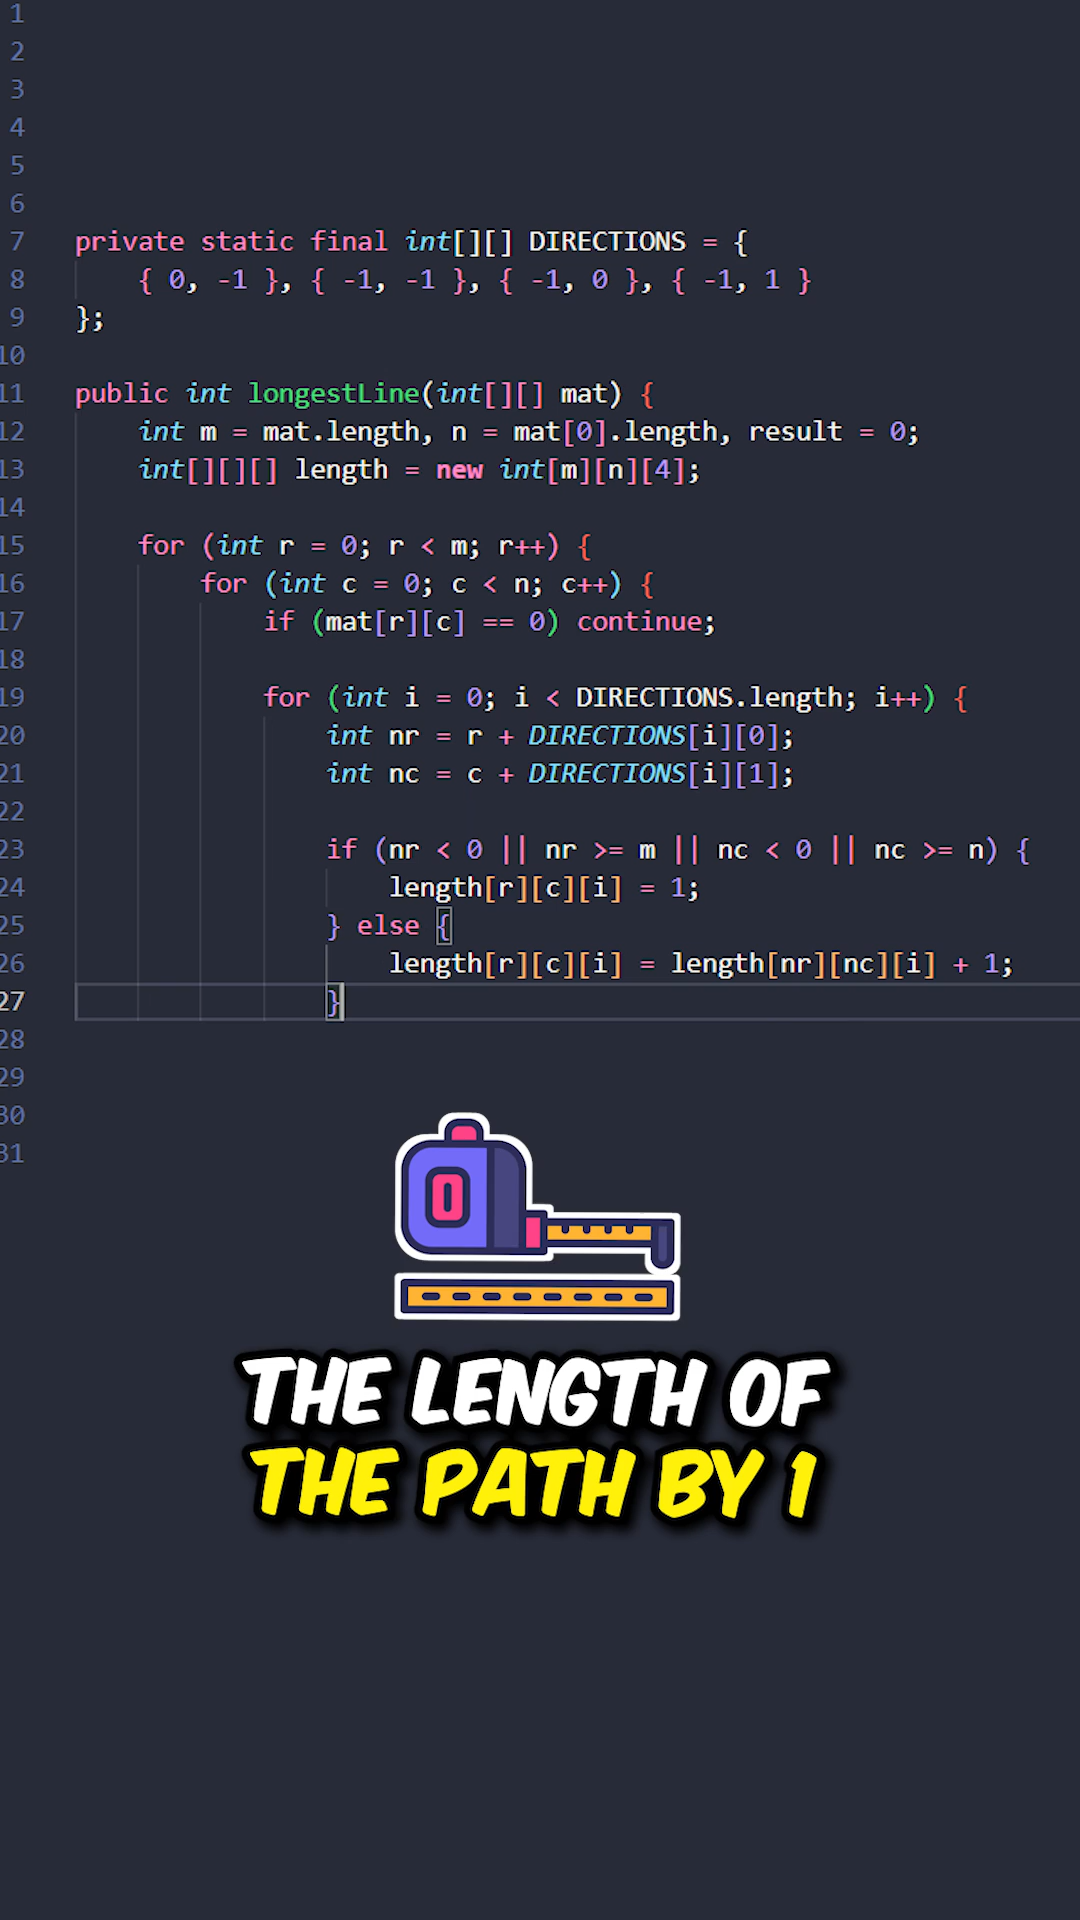 1
2
3
4
5
6
7 private static final int[][] DIRECTIONS = {
8 { 0, -1 }, { -1, -1 }, { -1, 0 }, { -1, 1 }
9 };
10
11 public int longestLine(int[][] mat) {
12 int m = mat.length, n = mat[0].length, result = 0;
13 int[][][] length = new int[m][n][4];
14
15 for (int r = 0; r < m; r++) {
16 for (int c = 0; c < n; c++) {
17 if (mat[r][c] == 0) continue;
18
19 for (int i = 0; i < DIRECTIONS.length; i++) {
20 int nr = r + DIRECTIONS[i][0];
21 int nc = c + DIRECTIONS[i][1];
22
23 if (nr < 0 || nr >= m || nc < 0 || nc >= n) {
24 length[r][c][i] = 1;
25 } else {
26 length[r][c][i] = length[nr][nc][i] + 1;
27 }
28
29
30
31
0
THE LENGTH OF
THE PATH BY 1